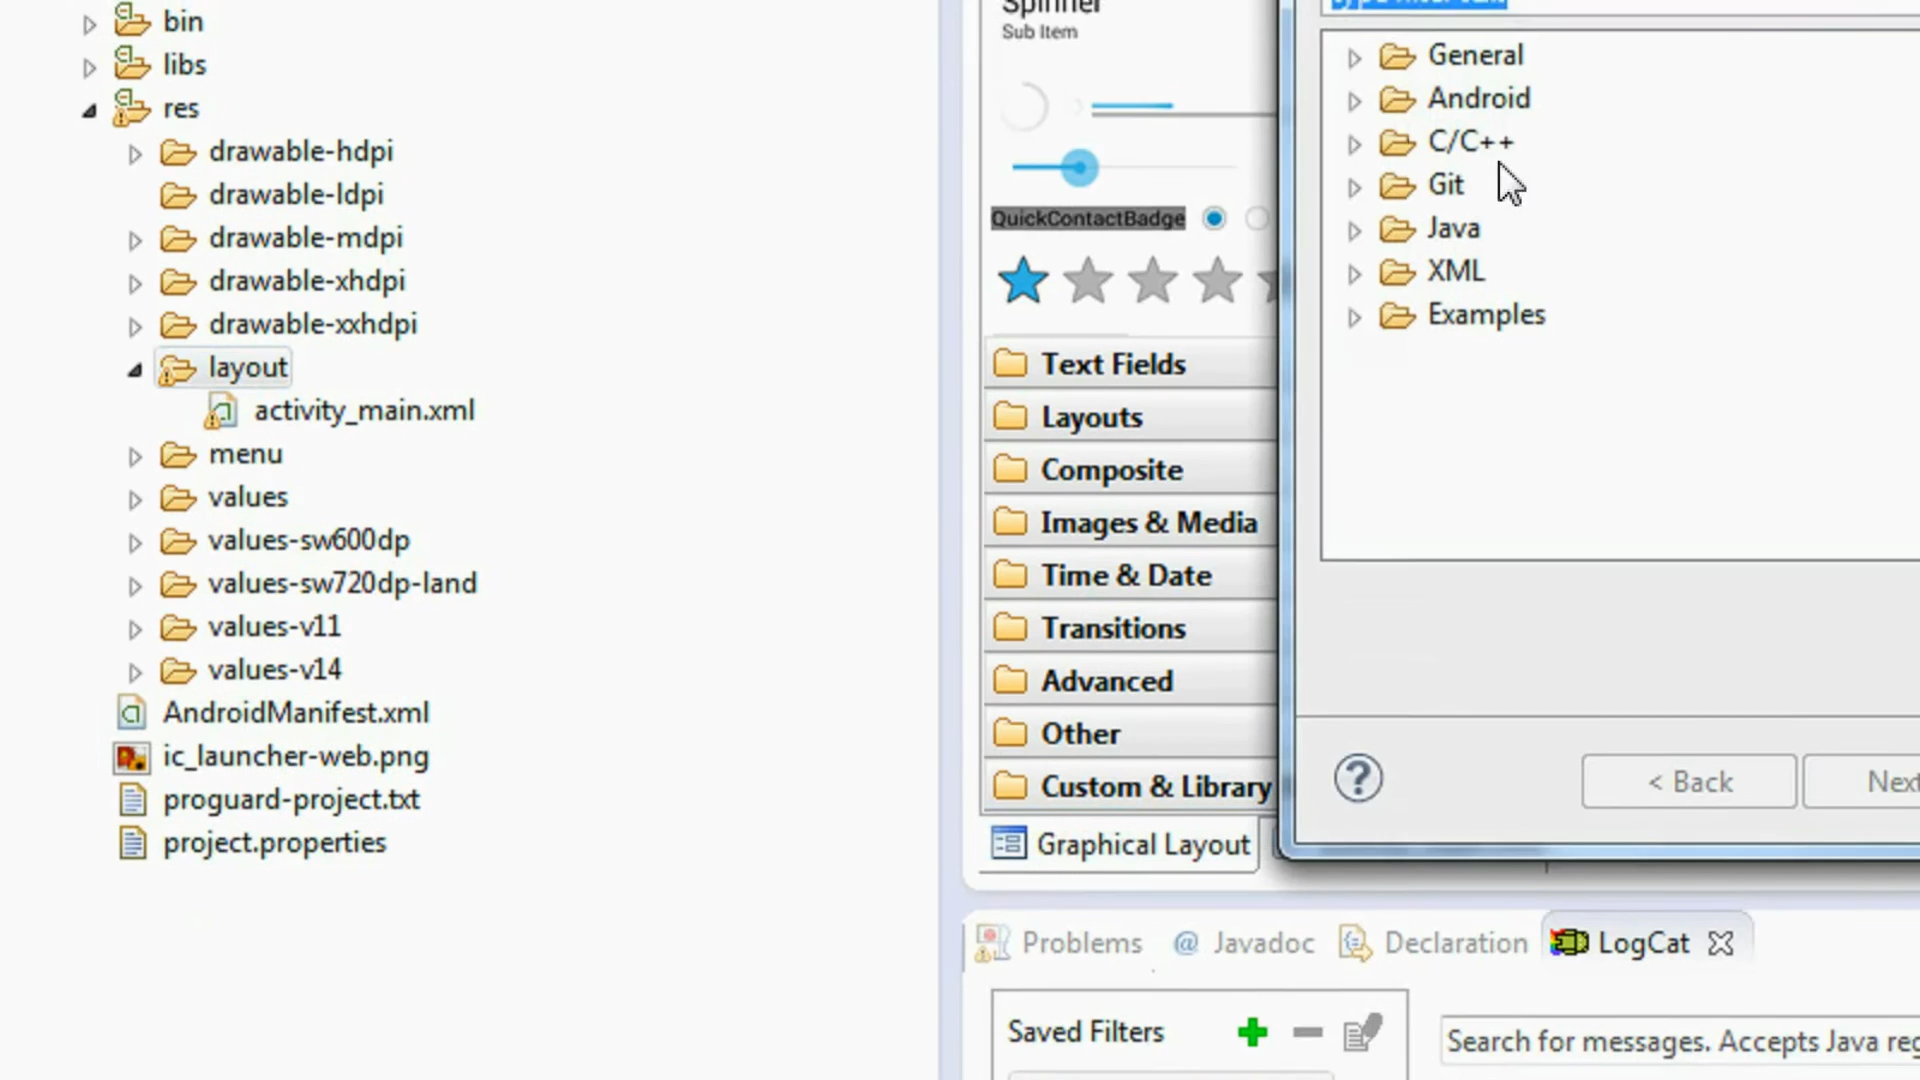 bin
libs
res
drawable-hdpi
drawable-ldpi
drawable-mdpi
drawable-xhdpi
drawable-xxhdpi
layout
activity_main.xml
menu
values
values-sw600dp
values-sw720dp-land
values-v11
values-v14
AndroidManifest.xml
ic_launcher-web.png
proguard-project.txt
project.properties
Spinner
Sub Item
QuickContactBadge
Text Fields
Layouts
Composite
Images & Media
Time & Date
Transitions
Advanced
Other
Custom & Library
Graphical Layout
General
Android
C/C++
Git
Java
XML
Examples
< Back
Next
Problems
@ Javadoc
Declaration
LogCat
Saved Filters
Search for messages. Accepts Java reg